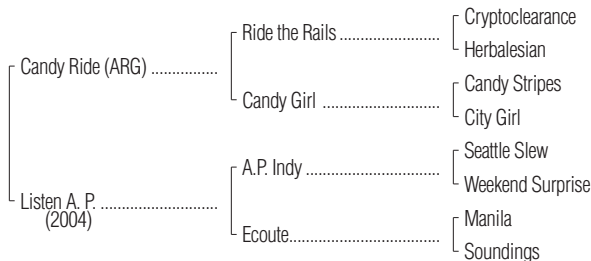 Cryptoclearance
Ride the Rails ....................
Herbalesian
Candy Ride (ARG) ..............
Candy Stripes
Candy Girl ........................
City Girl
Seattle Slew
A.P. Indy ...........................
Weekend Surprise
Listen A. P. ........................
(2004)
Manila
Ecoute...............................
Soundings